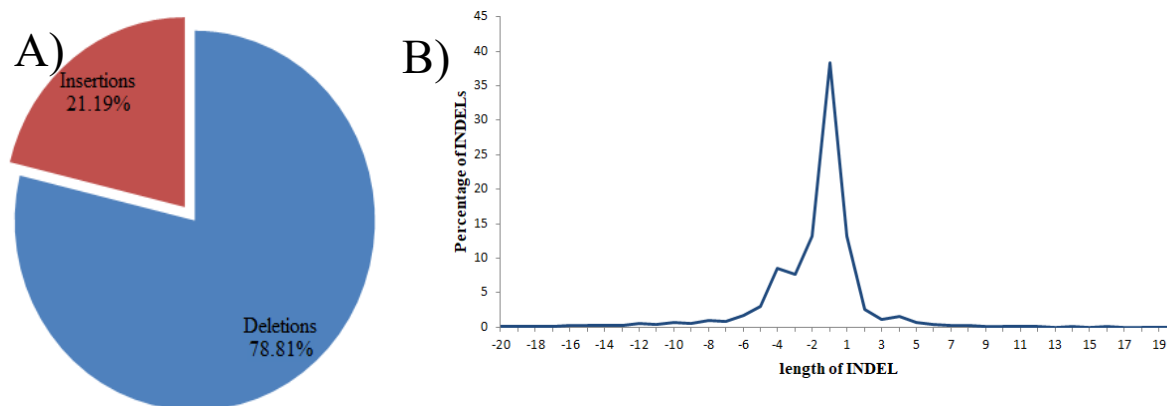 A)
Insertions
21.19%
Deletions
78.81%
B)
Percentage of INDELs
45
40
35
30
25
20
15
10
5
0
-20 -18 -16 -14 -12 -10 -8 -6 -4 -2 1 3 5 7 9 11 13 15 17 19
length of INDEL